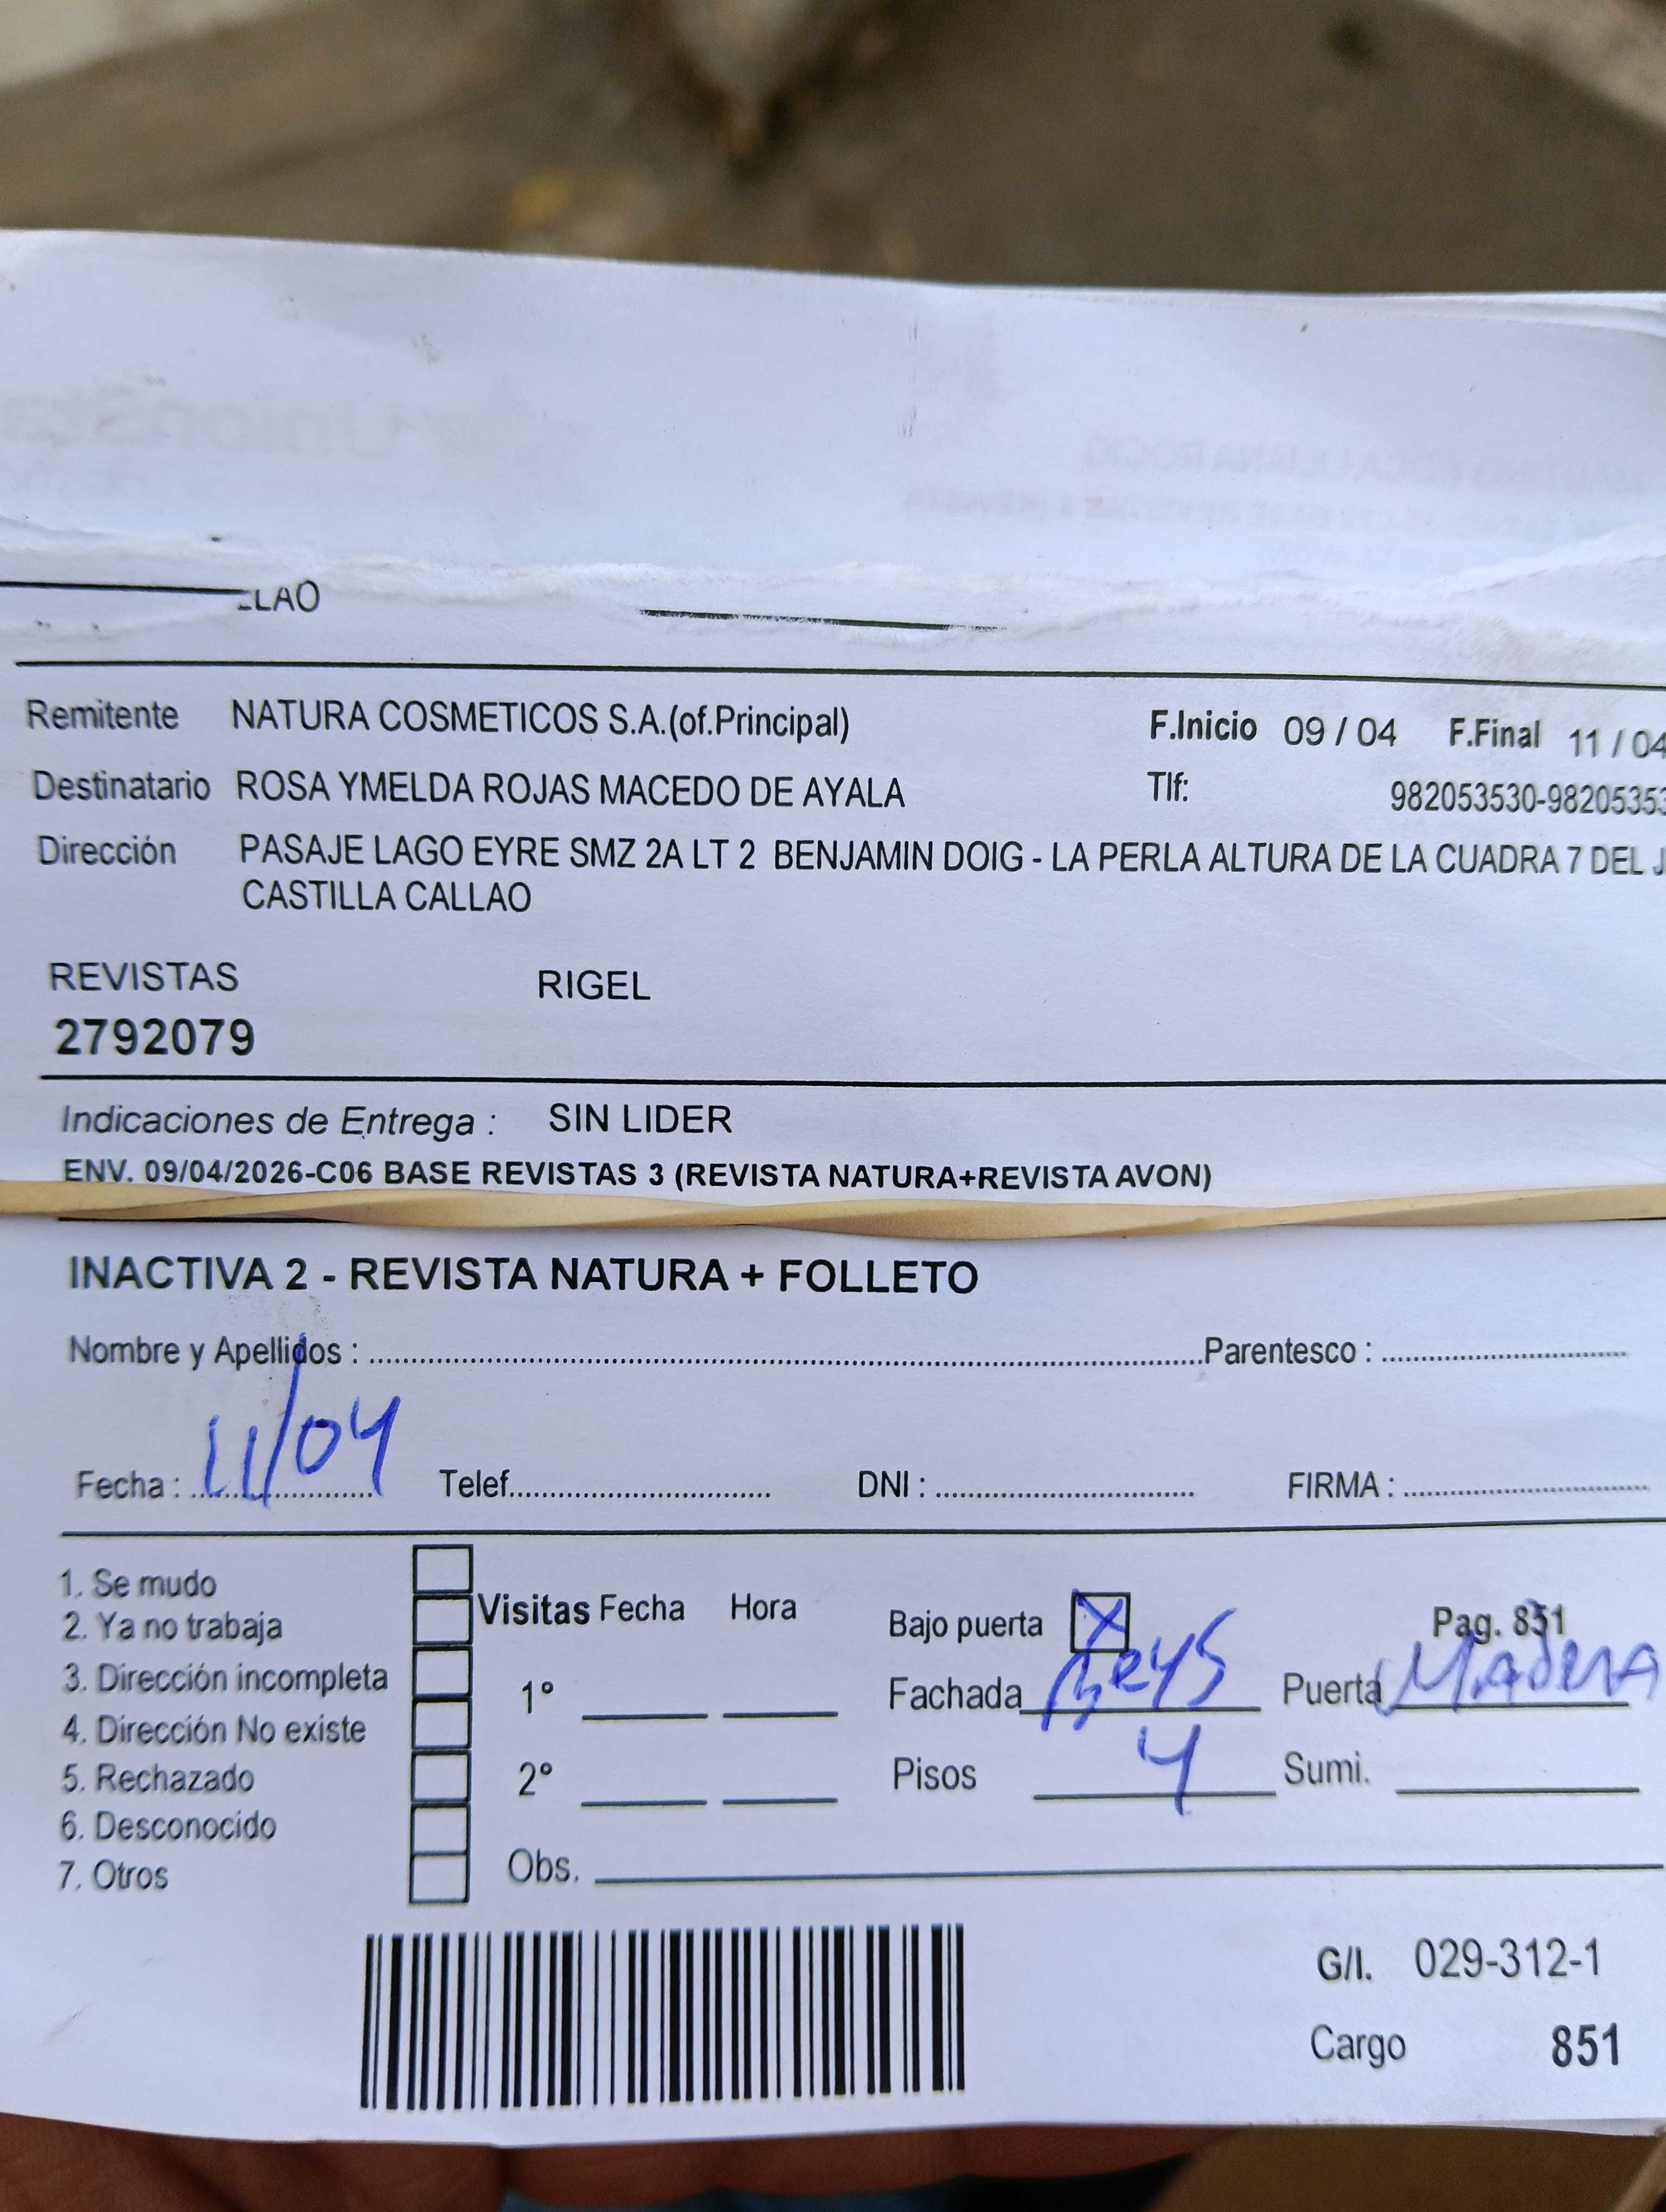 LAO
Remitente NATURA COSMETICOS S.A.(of.Principal) F.Inicio 09 / 04 F.Final 11 / 04
Destinatario ROSA YMELDA ROJAS MACEDO DE AYALA Tlf: 982053530-98205353
Dirección PASAJE LAGO EYRE SMZ 2A LT 2 BENJAMIN DOIG - LA PERLA ALTURA DE LA CUADRA 7 DEL J
CASTILLA CALLAO
REVISTAS RIGEL
2792079
Indicaciones de Entrega : SIN LIDER
ENV. 09/04/2026-C06 BASE REVISTAS 3 (REVISTA NATURA+REVISTA AVON)
INACTIVA 2 - REVISTA NATURA + FOLLETO
Nombre y Apellidos : Parentesco :
Fecha : 11/04 Telef. DNI : FIRMA :
1. Se mudo
2. Ya no trabaja
3. Dirección incompleta
4. Dirección No existe
5. Rechazado
6. Desconocido
7. Otros
Visitas Fecha Hora
1°
2°
Obs.
Bajo puerta X Pag. 851
Fachada Beys Puerta Madera
Pisos 4 Sumi.
G/I. 029-312-1
Cargo 851